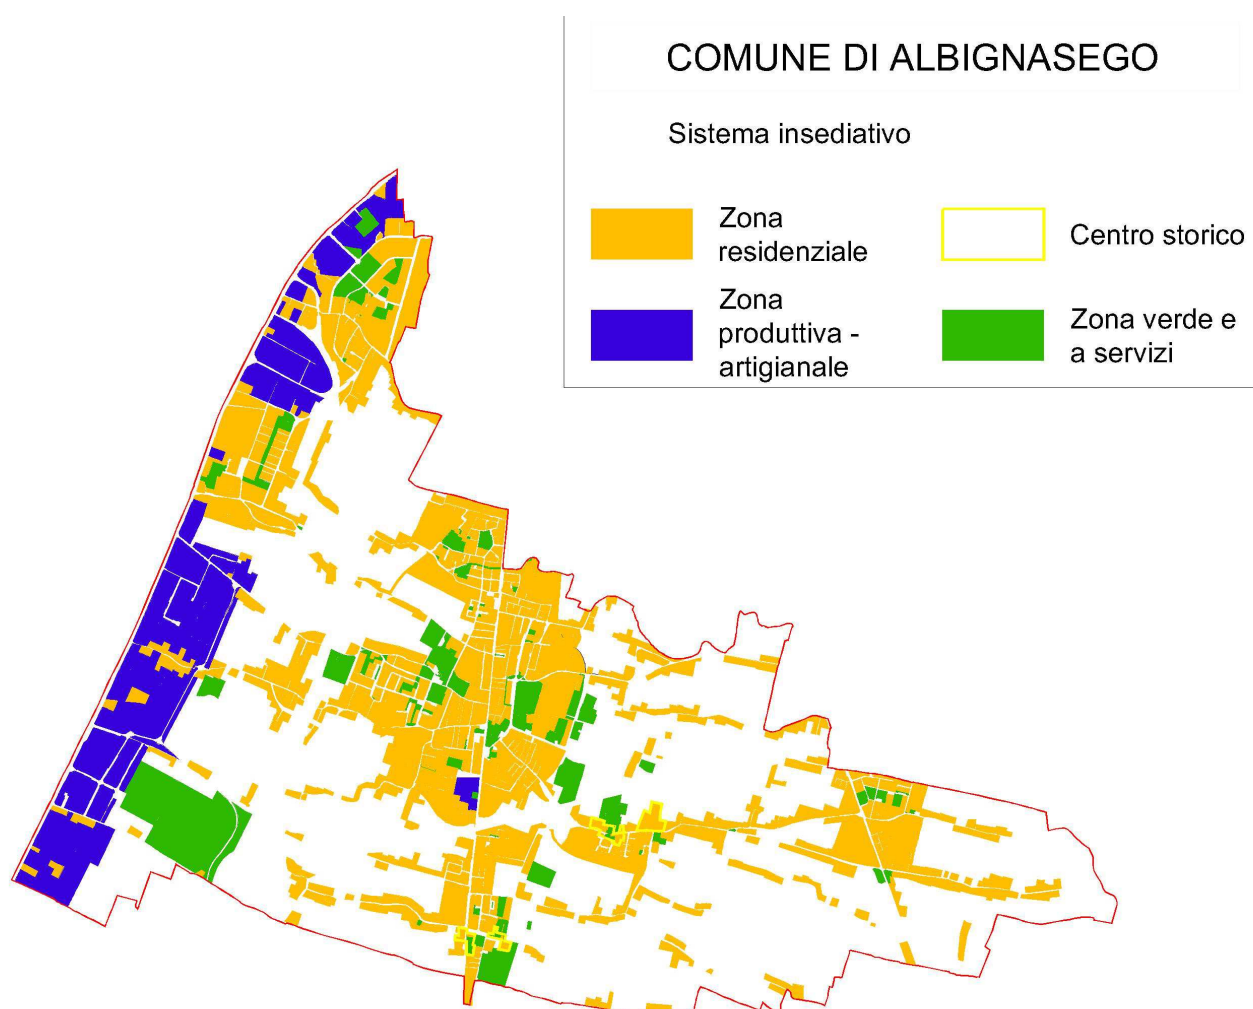 COMUNE DI ALBIGNASEGO
Sistema insediativo
Zona
residenziale
Centro storico
Zona
produttiva -
artigianale
Zona verde e
a servizi